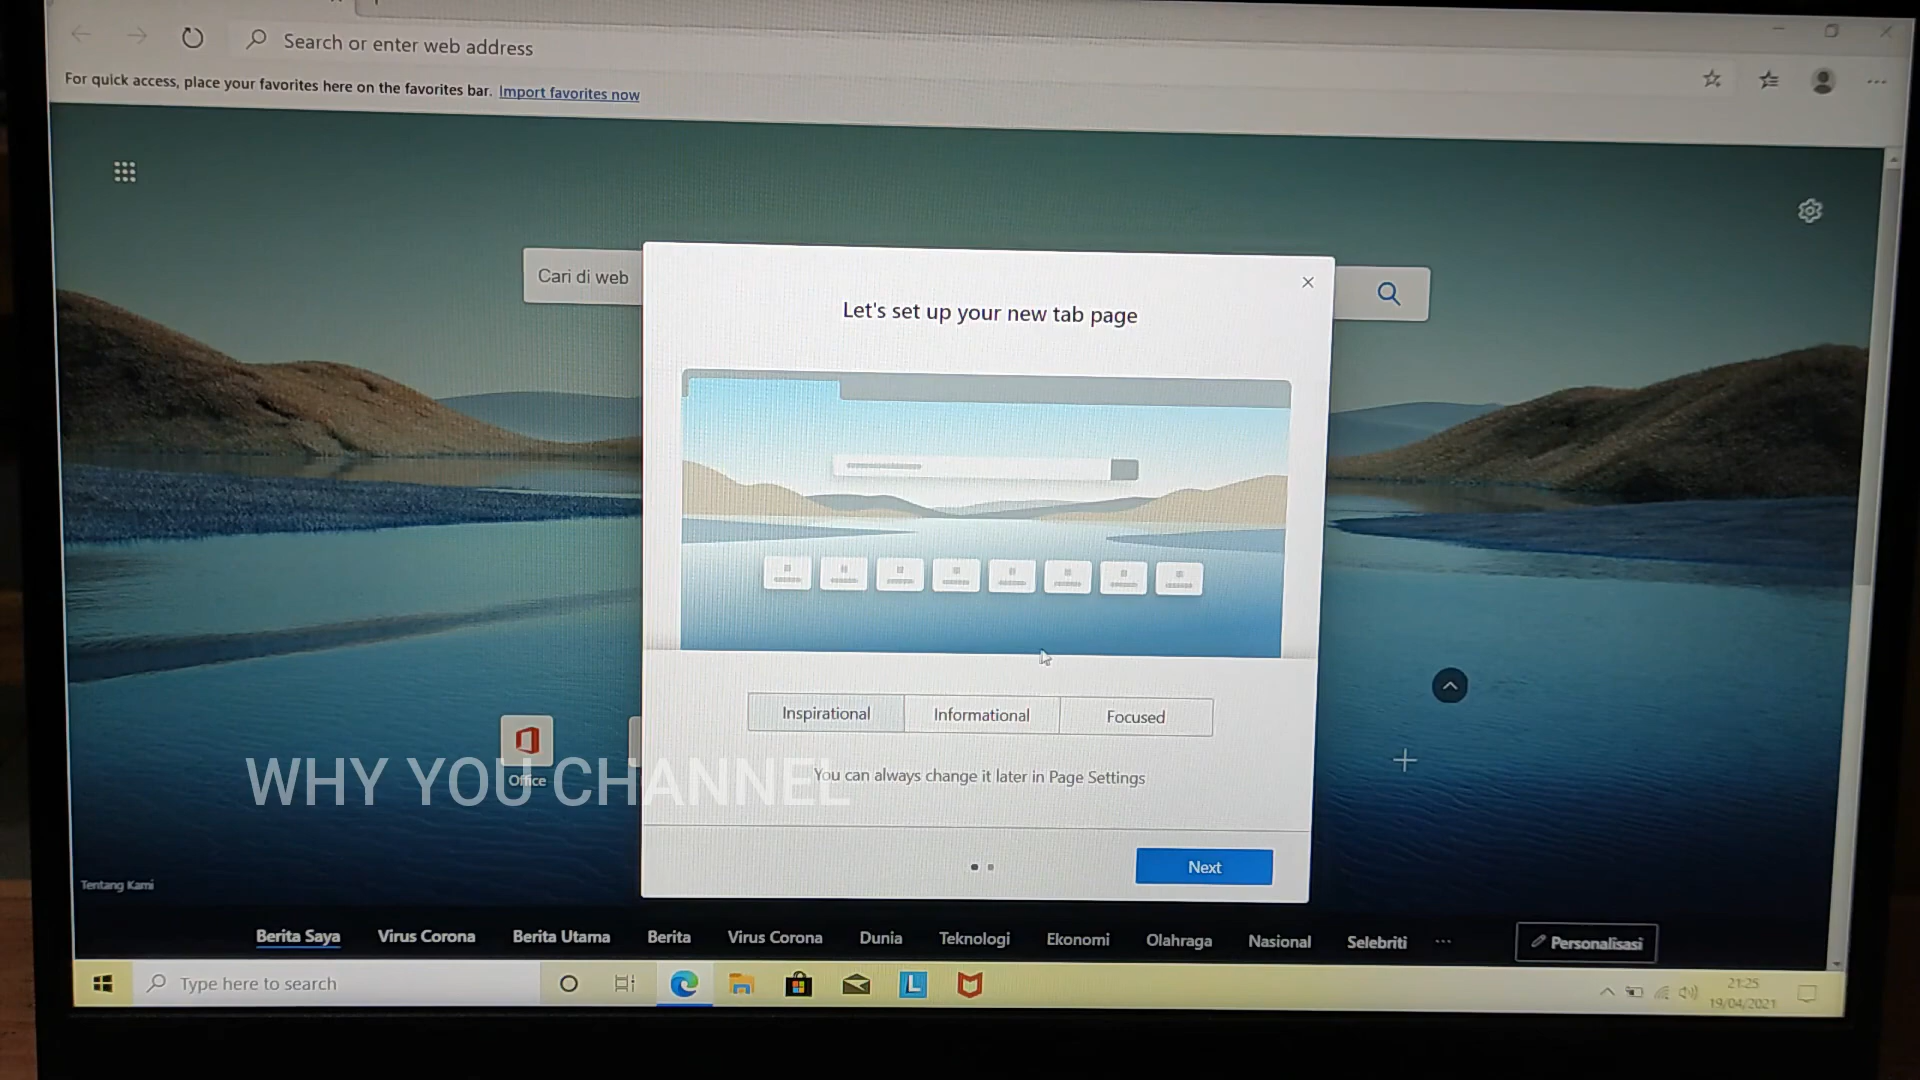 Search or enter web address
For quick access, place your favorites here on the favorites bar. Import favorites now
Cari di web
Let's set up your new tab page
Inspirational Informational Focused
Office
WHY YOU CHANNEL
You can always change it later in Page Settings
Next
Tentang Kami
Berita Saya Virus Corona Berita Utama Berita Virus Corona Dunia Teknologi Ekonomi Olahraga Nasional Selebriti ... Personalisasi
Type here to search
L
21:25
19/04/2021